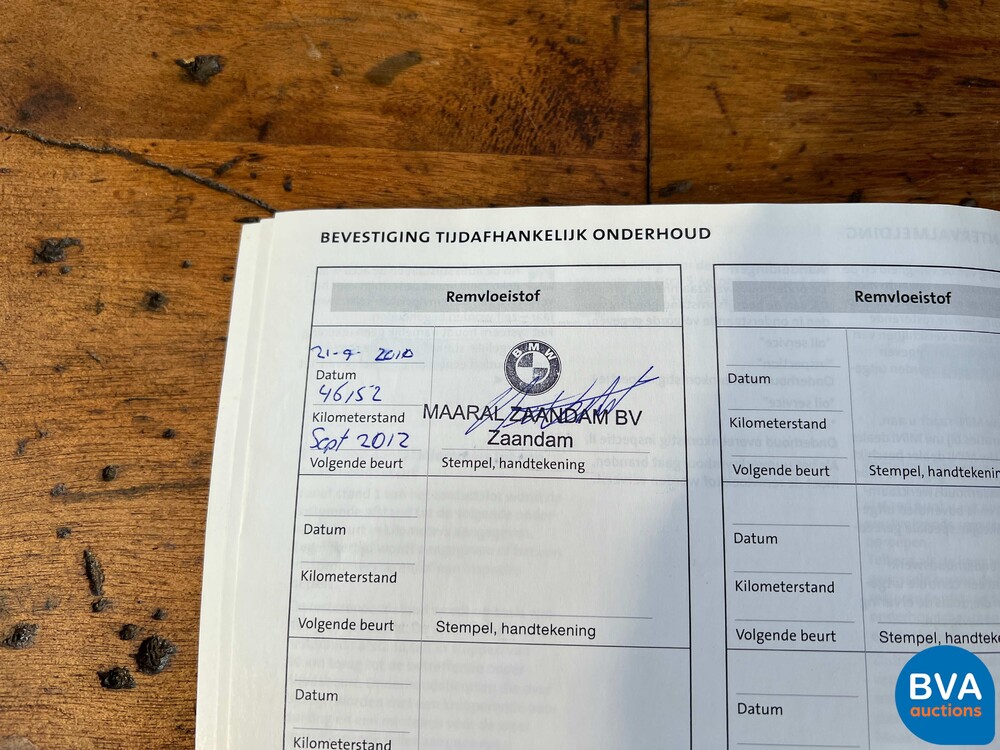 BEVESTIGING TIJDAFHANKELIJK ONDERHOUD
Remvloeistof
21-9-2010
Datum
46152
Kilometerstand
Sept 2012
Volgende beurt
BMW
MAARAL ZAANDAM BV
Zaandam
Stempel, handtekening
Datum
Kilometerstand
Volgende beurt
Stempel, handtekening
Datum
Kilometerstand
Remvloeistof
Datum
Kilometerstand
Volgende beurt
Stempel, handtekenin
Datum
Kilometerstand
Volgende beurt
Stempel, handteke
Datum
BVA
auctions